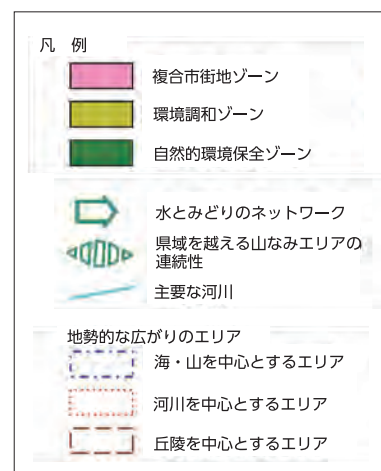 凡　例
複合市街地ゾーン
環境調和ゾーン
自然的環境保全ゾーン
水とみどりのネットワーク
県域を越える山なみエリアの
連続性
主要な河川
地勢的な広がりのエリア
海・山を中心とするエリア
河川を中心とするエリア
丘陵を中心とするエリア